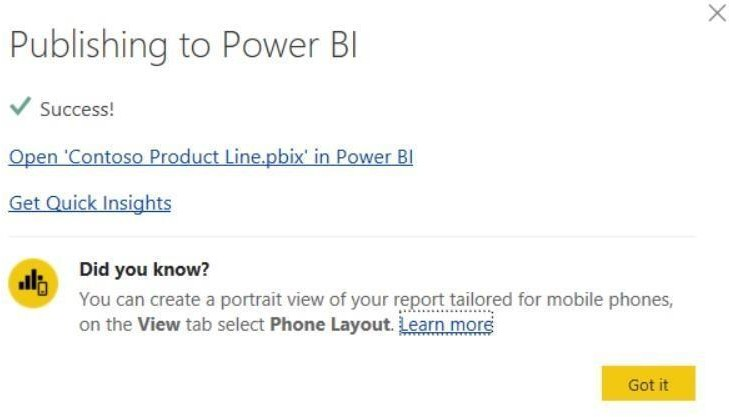 Publishing to Power BI
Success!
Open 'Contoso Product Line.pbix' in Power BI
Get Quick Insights
Did you know?
You can create a portrait view of your report tailored for mobile phones,
on the View tab select Phone Layout. Learn more
Got it